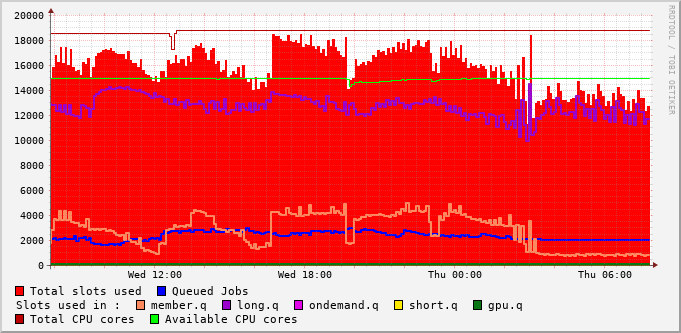 20000
18000
16000
14000
12000
10000
8000
6000
4000
2000
0
Wed 12:00 Wed 18:00 Thu 00:00 Thu 06:00
RRDTOOL / TOBI OETIKER
Total slots used Queued Jobs
Slots used in : member.q long.q ondemand.q short.q gpu.q
Total CPU cores Available CPU cores